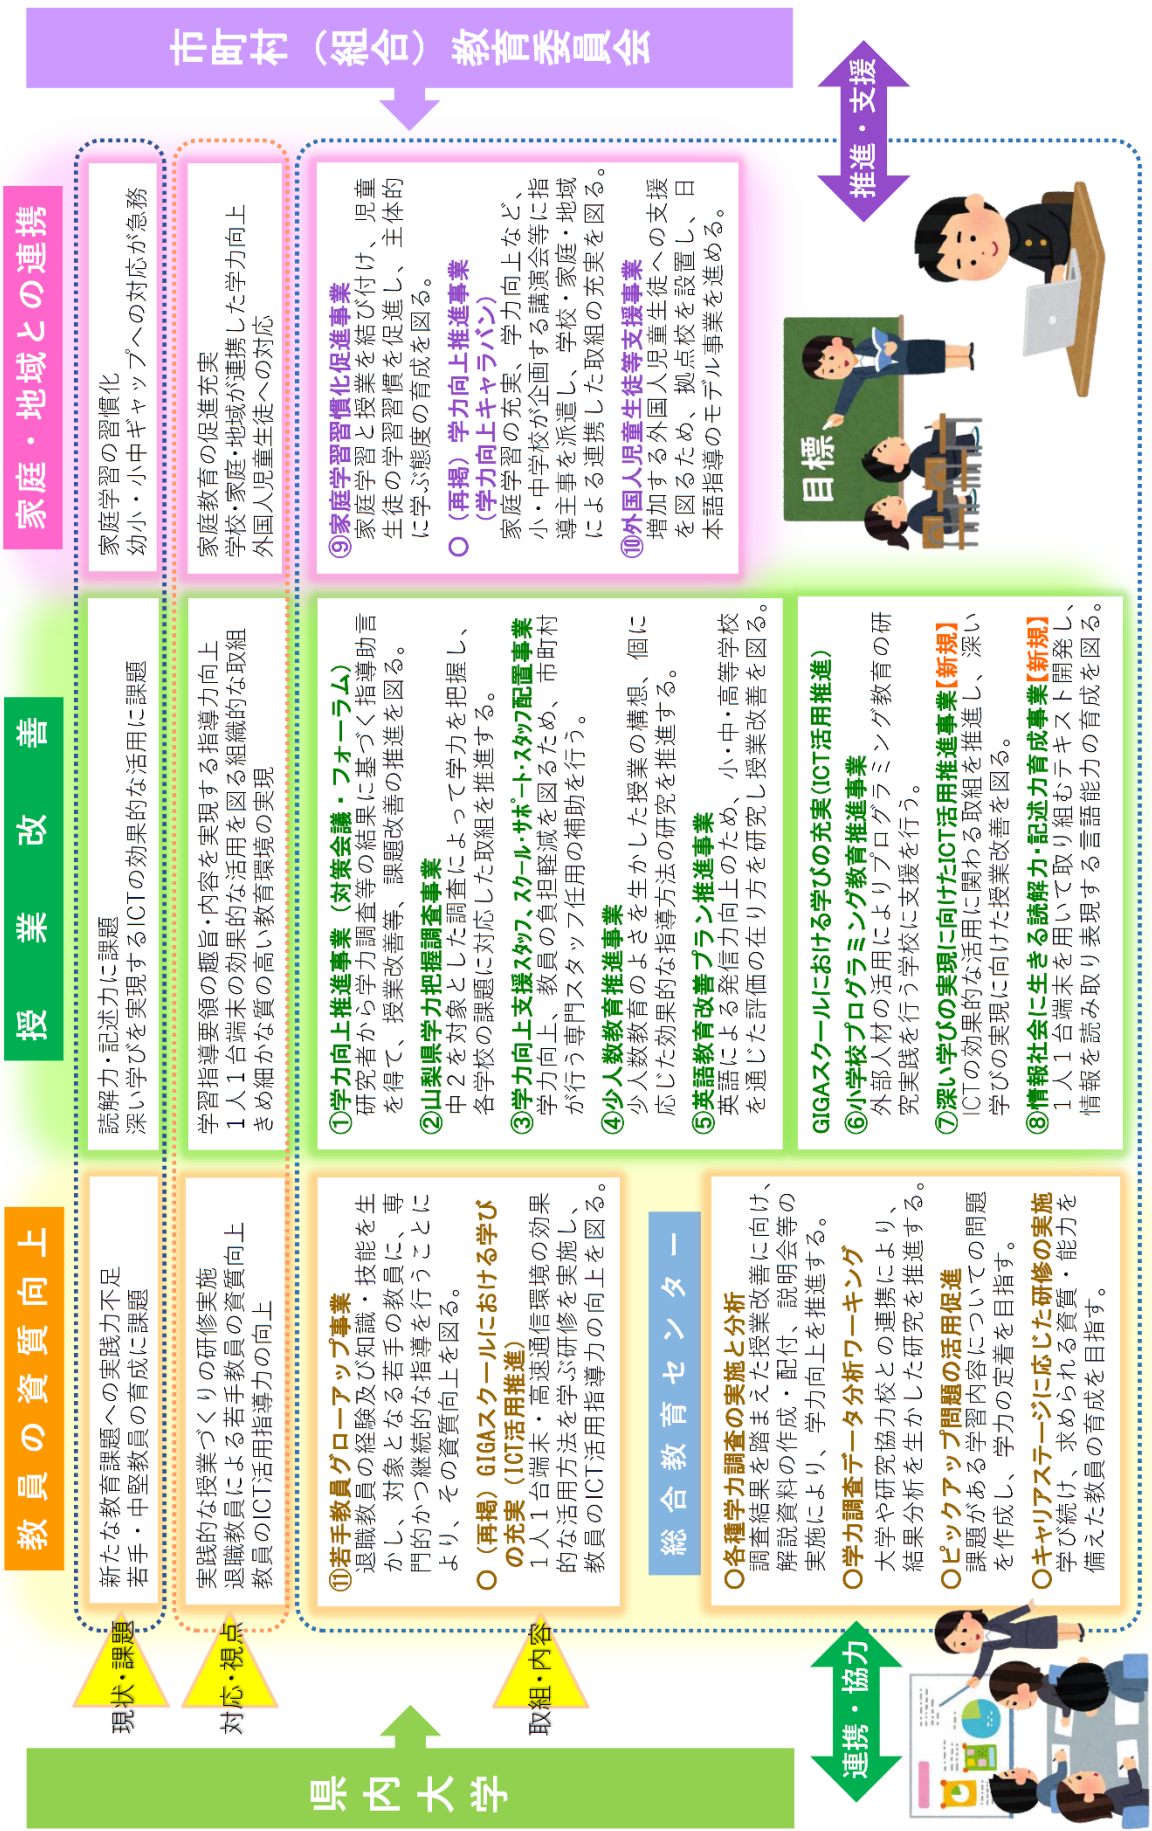 県内大学
市町村（組合）教育委員会
現状・課題
対応・視点
取組・内容
教員の資質向上
新たな教育課題への実践力不足
若手・中堅教員の育成に課題
実践的な授業づくりの研修実施
退職教員による若手教員の資質向上
教員のICT活用指導力の向上
⑪若手教員グローアップ事業
退職教員の経験及び知識・技能を生
かし、対象となる若手の教員に、専
門的かつ継続的な指導を行うことに
より、その資質向上を図る。
○（再掲）GIGAスクールにおける学び
の充実（ICT活用推進）
１人１台端末・高速通信環境の効果
的な活用方法を学ぶ研修を実施し、
教員のICT活用指導力の向上を図る。
総合教育センター
○各種学力調査の実施と分析
調査結果を踏まえた授業改善に向け、
解説資料の作成・配付、説明会等の
実施により、学力向上を推進する。
○学力調査データ分析ワーキング
大学や研究協力校との連携により、
結果分析を生かした研究を推進する。
○ピックアップ問題の活用促進
課題がある学習内容についての問題
を作成し、学力の定着を目指す。
○キャリアステージに応じた研修の実施
学び続け、求められる資質・能力を
備えた教員の育成を目指す。
授業改善
読解力・記述力に課題
深い学びを実現するICTの効果的な活用に課題
学習指導要領の趣旨・内容を実現する指導力向上
１人１台端末の効果的な活用を図る組織的な取組
きめ細かな質の高い教育環境の実現
①学力向上推進事業（対策会議・フォーラム）
研究者から学力調査等の結果に基づく指導助言
を得て、授業改善等、課題改善の推進を図る。
②山梨県学力把握調査事業
中２を対象とした調査によって学力を把握し、
各学校の課題に対応した取組を推進する。
③学力向上支援スタッフ、スクール・サポート・スタッフ配置事業
学力向上、教員の負担軽減を図るため、市町村
が行う専門スタッフ任用の補助を行う。
④少人数教育推進事業
少人数教育のよさを生かした授業の構想、個に
応じた効果的な指導方法の研究を推進する。
⑤英語教育改善プラン推進事業
英語による発信力向上のため、小・中・高等学校
を通じた評価の在り方を研究し授業改善を図る。
GIGAスクールにおける学びの充実（ICT活用推進）
⑥小学校プログラミング教育推進事業
外部人材の活用によりプログラミング教育の研
究実践を行う学校に支援を行う。
⑦深い学びの実現に向けたICT活用推進事業【新規】
ICTの効果的な活用に関わる取組を推進し、深い
学びの実現に向けた授業改善を図る。
⑧情報社会に生きる読解力・記述力育成事業【新規】
１人１台端末を用いて取り組むテキスト開発し、
情報を読み取り表現する言語能力の育成を図る。
家庭・地域との連携
家庭学習の習慣化
幼小・小中ギャップへの対応が急務
家庭教育の促進充実
学校・家庭・地域が連携した学力向上
外国人児童生徒への対応
⑨家庭学習習慣化促進事業
家庭学習と授業を結び付け、児童
生徒の学習習慣を促進し、主体的
に学ぶ態度の育成を図る。
○（再掲）学力向上推進事業
（学力向上キャラバン）
家庭学習の充実、学力向上など、
小・中学校が企画する講演会等に指
導主事を派遣し、学校・家庭・地域
による連携した取組の充実を図る。
⑩外国人児童生徒等支援事業
増加する外国人児童生徒への支援
を図るため、拠点校を設置し、日
本語指導のモデル事業を進める。
目標
連携・協力
推進・支援